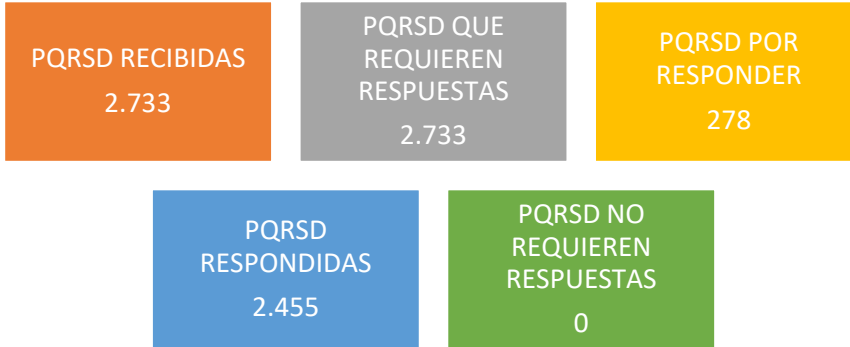 PQRSD RECIBIDAS
2.733
PQRSD QUE
REQUIEREN
RESPUESTAS
2.733
PQRSD POR
RESPONDER
278
PQRSD
RESPONDIDAS
2.455
PQRSD NO
REQUIEREN
RESPUESTAS
0